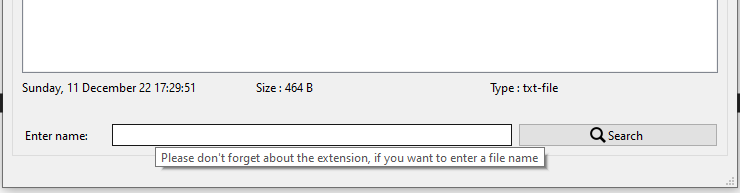 Sunday, 11 December 22 17:29:51 Size : 464 B Type : txt-file
Enter name: Search
Please don't forget about the extension, if you want to enter a file name